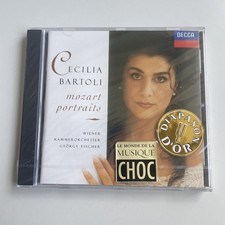 DECCA
CECILIA
BARTOLI
mozart
portraits
WIENER
KAMMERORCHESTER
GYÖRGY FISCHER
DIAPASON
D'OR
LE MONDE DE LA
MUSIQUE
CHOC